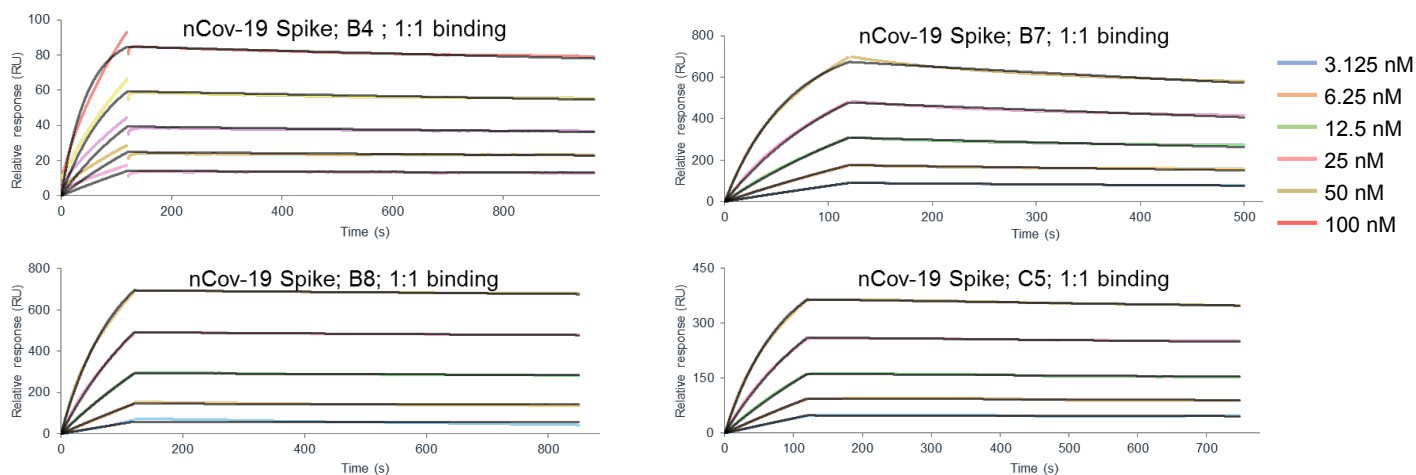 nCov-19 Spike; B4 ; 1:1 binding
Relative response (RU)
100
80
60
40
20
0
0
200
400
600
800
Time (s)
nCov-19 Spike; B7; 1:1 binding
Relative response (RU)
800
600
400
200
0
0
100
200
300
400
500
Time (s)
3.125 nM
6.25 nM
12.5 nM
25 nM
50 nM
100 nM
nCov-19 Spike; B8; 1:1 binding
Relative response (RU)
800
600
400
200
0
0
200
400
600
800
Time (s)
nCov-19 Spike; C5; 1:1 binding
Relative response (RU)
450
300
150
0
0
100
200
300
400
500
600
700
Time (s)